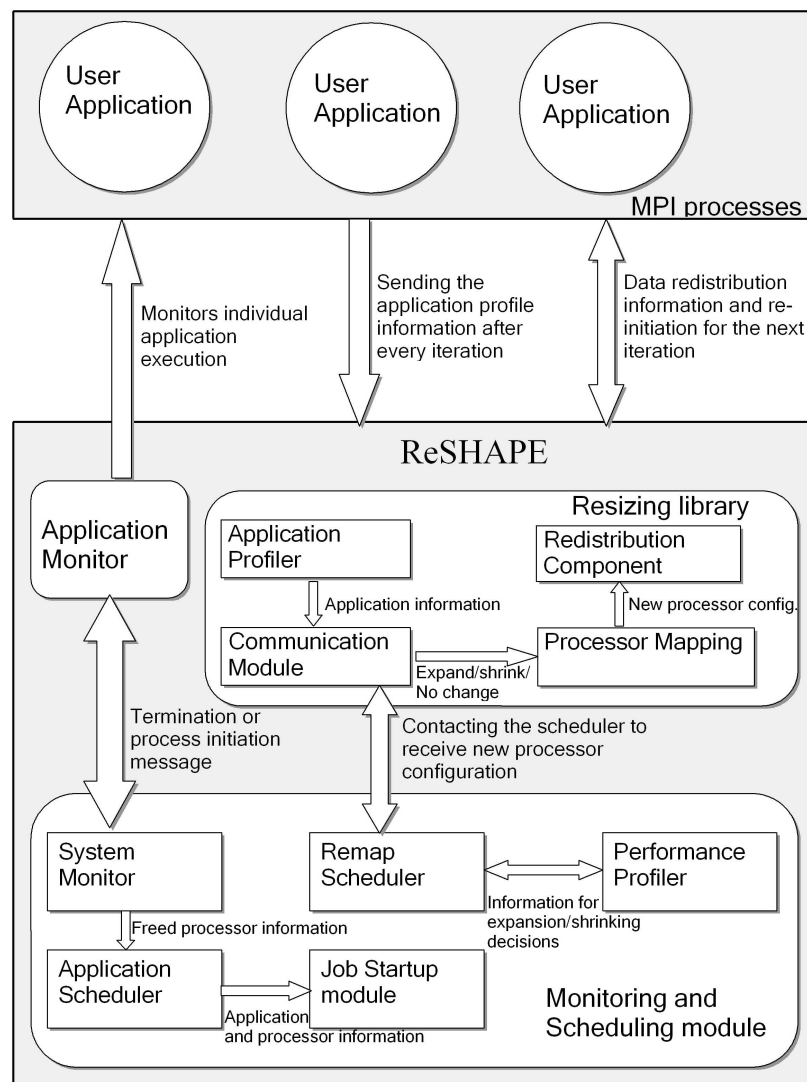 User
Application
User
Application
User
Application
MPI processes
Monitors individual
application
execution
Sending the
application profile
information after
every iteration
Data redistribution
information and re-
initiation for the next
iteration
ReSHAPE
Application
Monitor
Resizing library
Application
Profiler
Redistribution
Component
Application information
New processor config.
Communication
Module
Expand/shrink/
No change
Processor Mapping
Termination or
process initiation
message
Contacting the scheduler to
receive new processor
configuration
System
Monitor
Remap
Scheduler
Performance
Profiler
Freed processor information
Information for
expansion/shrinking
decisions
Application
Scheduler
Job Startup
module
Application
and processor information
Monitoring and
Scheduling module